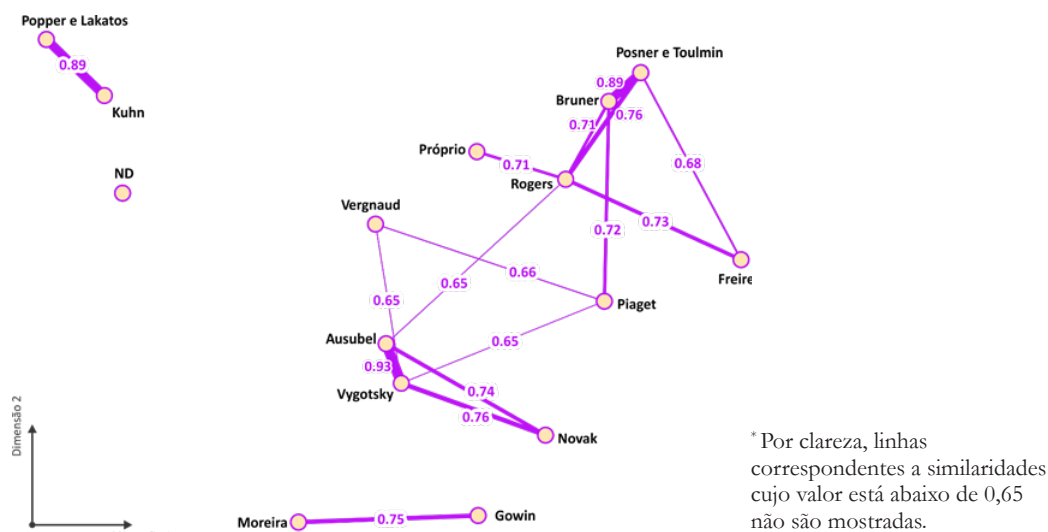 Popper e Lakatos
0.89
Kuhn
ND
Posner e Toulmin
0.89
Bruner
0.76
0.71
Próprio
0.71
Rogers
0.68
Vergnaud
0.73
0.72
0.66
Freire
0.65
0.65
Piaget
Ausubel
0.65
0.93
Vygotsky
0.74
0.76
Novak
Dimensão 2
Moreira
0.75
Gowin
* Por clareza, linhas
correspondentes a similaridades
cujo valor está abaixo de 0,65
não são mostradas.